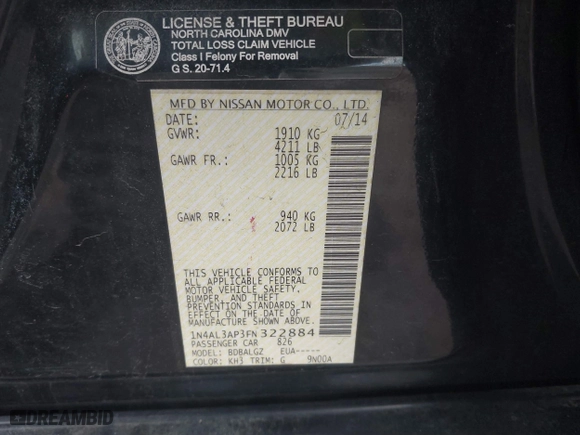 LICENSE & THEFT BUREAU
NORTH CAROLINA DMV
TOTAL LOSS CLAIM VEHICLE
Class I Felony For Removal
G S. 20-71.4
MFD BY NISSAN MOTOR CO., LTD.
DATE: 07/14
GVWR: 1910 KG
4211 LB
GAWR FR.: 1005 KG
2216 LB
GAWR RR.: 940 KG
2072 LB
THIS VEHICLE CONFORMS TO
ALL APPLICABLE FEDERAL
MOTOR VEHICLE SAFETY,
BUMPER, AND THEFT
PREVENTION STANDARDS IN
EFFECT ON THE DATE OF
MANUFACTURE SHOWN ABOVE.
1N4AL3AP3FN322884
PASSENGER CAR 826
MODEL: BDBALGZ EUA-----
COLOR: KH3 TRIM: G 9N00A
DREAMBID